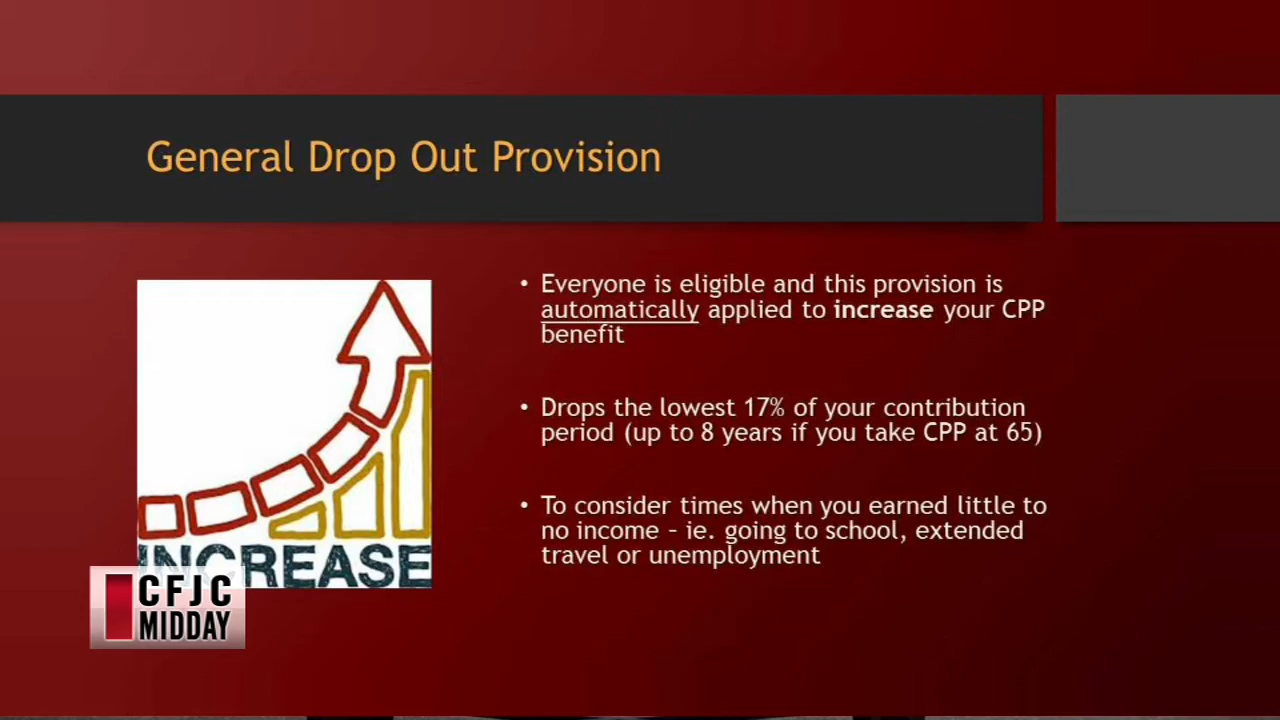 General Drop Out Provision
• Everyone is eligible and this provision is
automatically applied to increase your CPP
benefit
• Drops the lowest 17% of your contribution
period (up to 8 years if you take CPP at 65)
• To consider times when you earned little to
no income – ie. going to school, extended
travel or unemployment
INCREASE
CFJC
MIDDAY